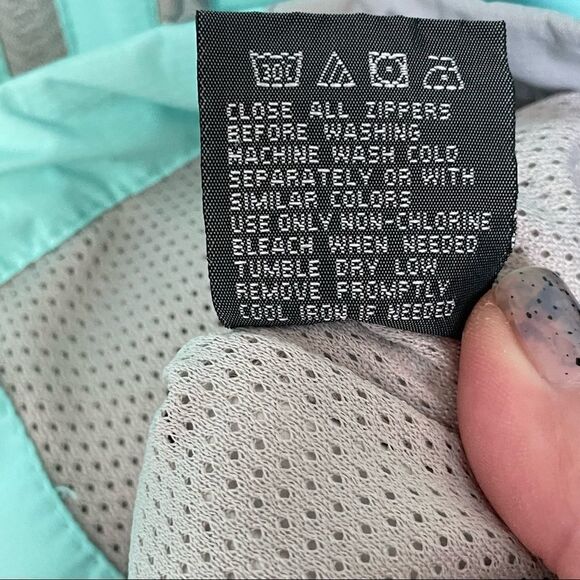 30
CLOSE ALL ZIPPERS
BEFORE WASHING
MACHINE WASH COLD
SEPARATELY OR WITH
SIMILAR COLORS
USE ONLY NON-CHLORINE
BLEACH WHEN NEEDED
TUMBLE DRY LOW
REMOVE PROMPTLY
COOL IRON IF NEEDED